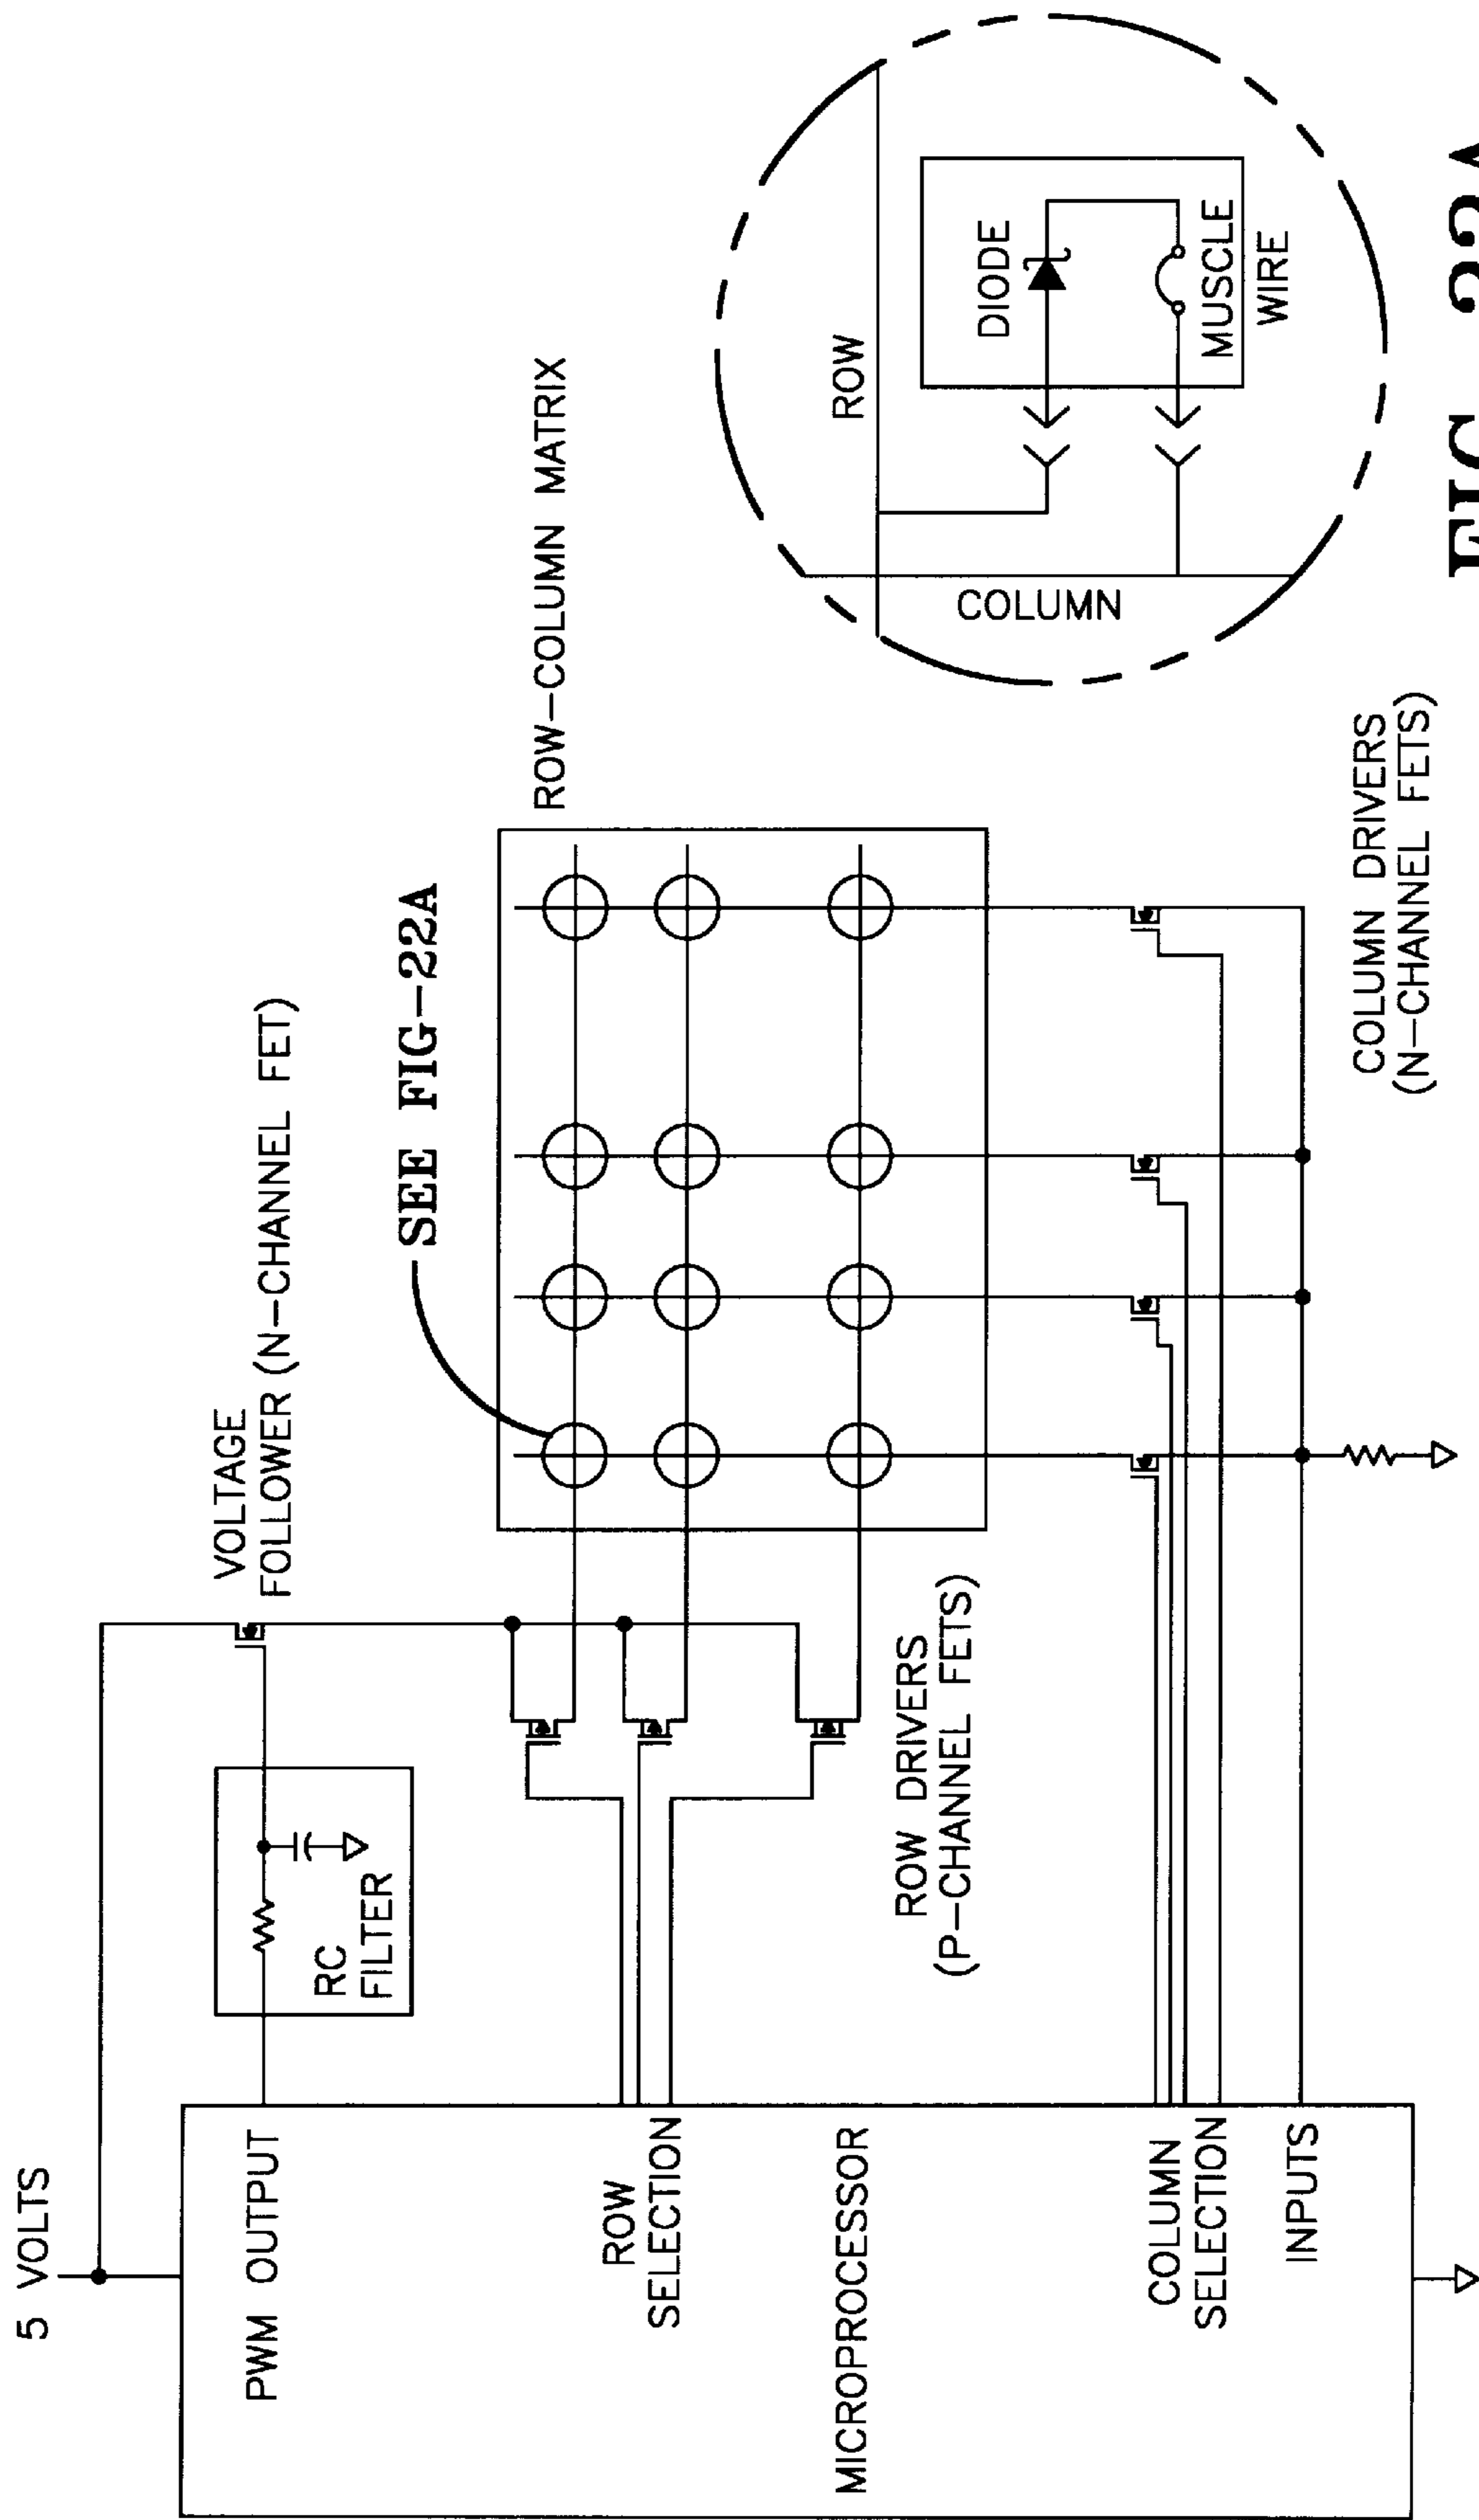 5 VOLTS
PWM OUTPUT
ROW
SELECTION
MICROPROCESSOR
COLUMN
SELECTION
INPUTS
RC
FILTER
VOLTAGE
FOLLOWER (N-CHANNEL FET)
ROW DRIVERS
(P-CHANNEL FETS)
SEE FIG-22A
ROW-COLUMN MATRIX
COLUMN DRIVERS
(N-CHANNEL FETS)
ROW
COLUMN
DIODE
MUSCLE
WIRE